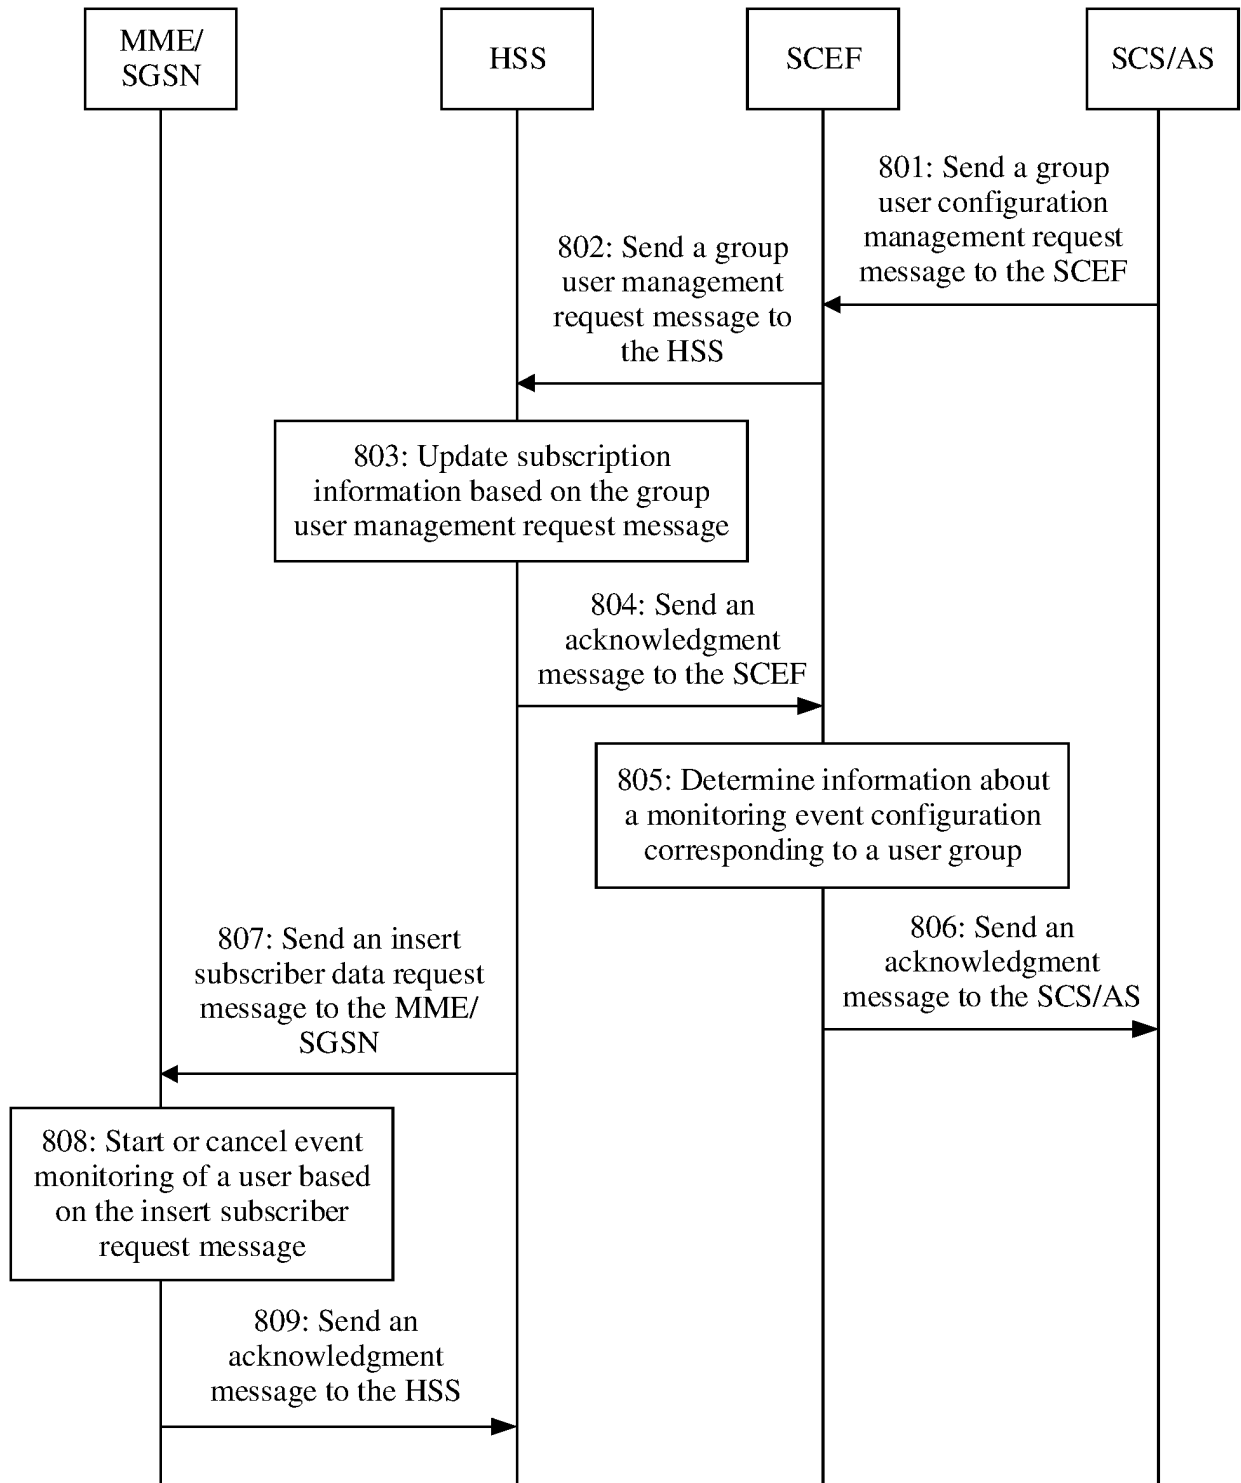 MME/
SGSN
HSS
SCEF
SCS/AS
801: Send a group
user configuration
management request
message to the SCEF
802: Send a group
user management
request message to
the HSS
803: Update subscription
information based on the group
user management request message
804: Send an
acknowledgment
message to the SCEF
805: Determine information about
a monitoring event configuration
corresponding to a user group
806: Send an
acknowledgment
message to the SCS/AS
807: Send an insert
subscriber data request
message to the MME/
SGSN
808: Start or cancel event
monitoring of a user based
on the insert subscriber
request message
809: Send an
acknowledgment
message to the HSS